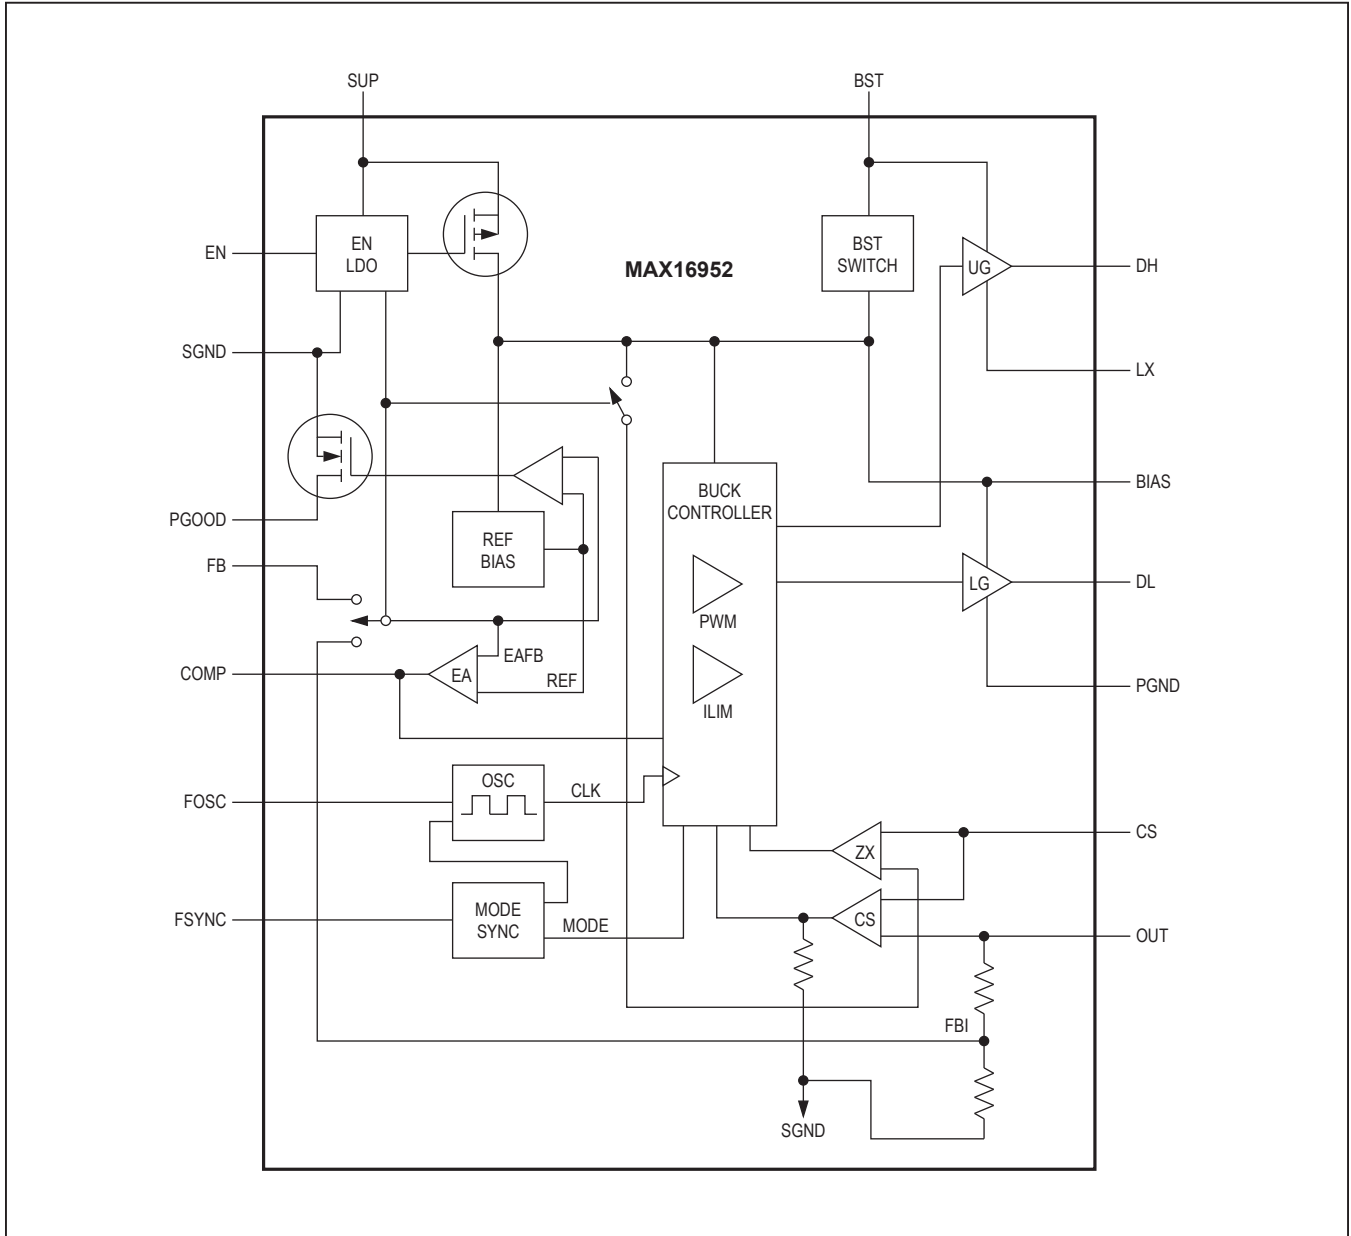 SUP
BST
EN
EN
LDO
MAX16952
BST
SWITCH
UG
DH
SGND
LX
PGOOD
BUCK
CONTROLLER
BIAS
REF
BIAS
FB
PWM
LG
DL
COMP
EA
EAFB
REF
ILIM
PGND
FOSC
OSC
CLK
CS
ZX
FSYNC
MODE
SYNC
MODE
CS
OUT
FBI
SGND